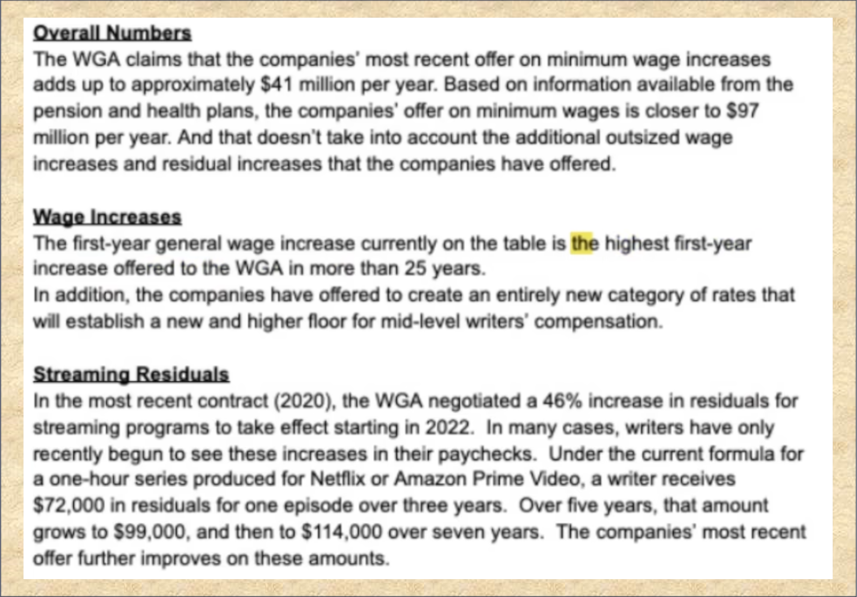 Overall Numbers
The WGA claims that the companies' most recent offer on minimum wage increases
adds up to approximately $41 million per year. Based on information available from the
pension and health plans, the companies' offer on minimum wages is closer to $97
million per year. And that doesn't take into account the additional outsized wage
increases and residual increases that the companies have offered.
Wage Increases
The first-year general wage increase currently on the table is the highest first-year
increase offered to the WGA in more than 25 years.
In addition, the companies have offered to create an entirely new category of rates that
will establish a new and higher floor for mid-level writers' compensation.
Streaming Residuals
In the most recent contract (2020), the WGA negotiated a 46% increase in residuals for
streaming programs to take effect starting in 2022. In many cases, writers have only
recently begun to see these increases in their paychecks. Under the current formula for
a one-hour series produced for Netflix or Amazon Prime Video, a writer receives
$72,000 in residuals for one episode over three years. Over five years, that amount
grows to $99,000, and then to $114,000 over seven years. The companies' most recent
offer further improves on these amounts.